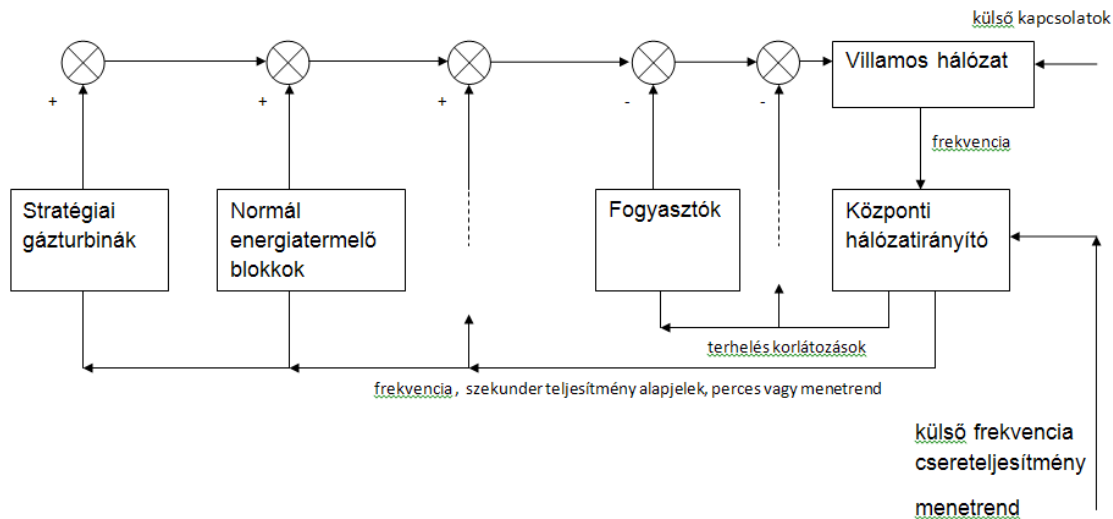 külső kapcsolatok
Villamos hálózat
+
+
+
-
-
frekvencia
Stratégiai
gázturbinák
Normál
energiatermelő
blokkok
Fogyasztók
Központi
hálózatirányító
terhelés korlátozások
frekvencia , szekunder teljesítmény alapjelek, perces vagy menetrend
külső frekvencia
csereteljesítmény
menetrend